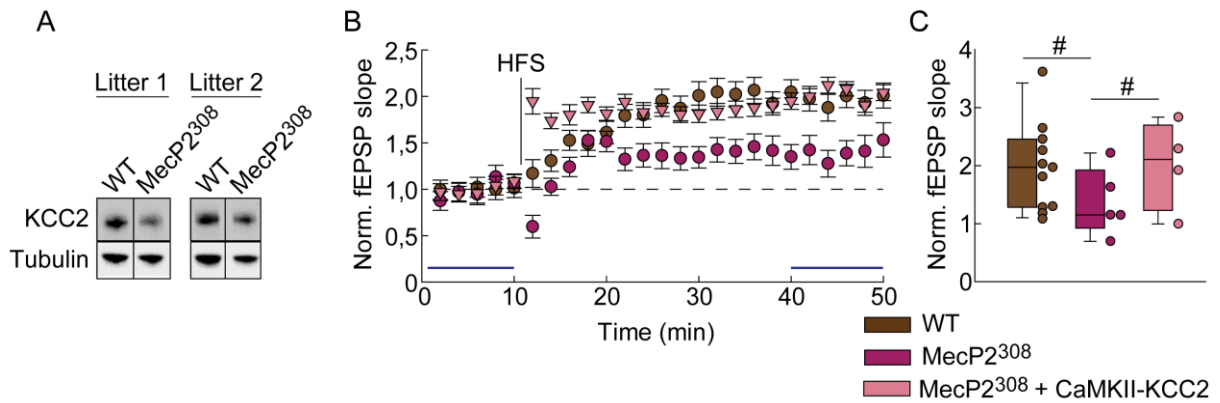 A
Litter 1
Litter 2
WT
MecP2³⁰⁸
WT
MecP2³⁰⁸
KCC2
Tubulin
B
Norm. fEPSP slope
2,5
2,0
1,5
1,0
0,5
0
HFS
0
10
20
30
40
50
Time (min)
C
Norm. fEPSP slope
4
3
2
1
0
#
#
WT
MecP2³⁰⁸
MecP2³⁰⁸ + CaMKII-KCC2